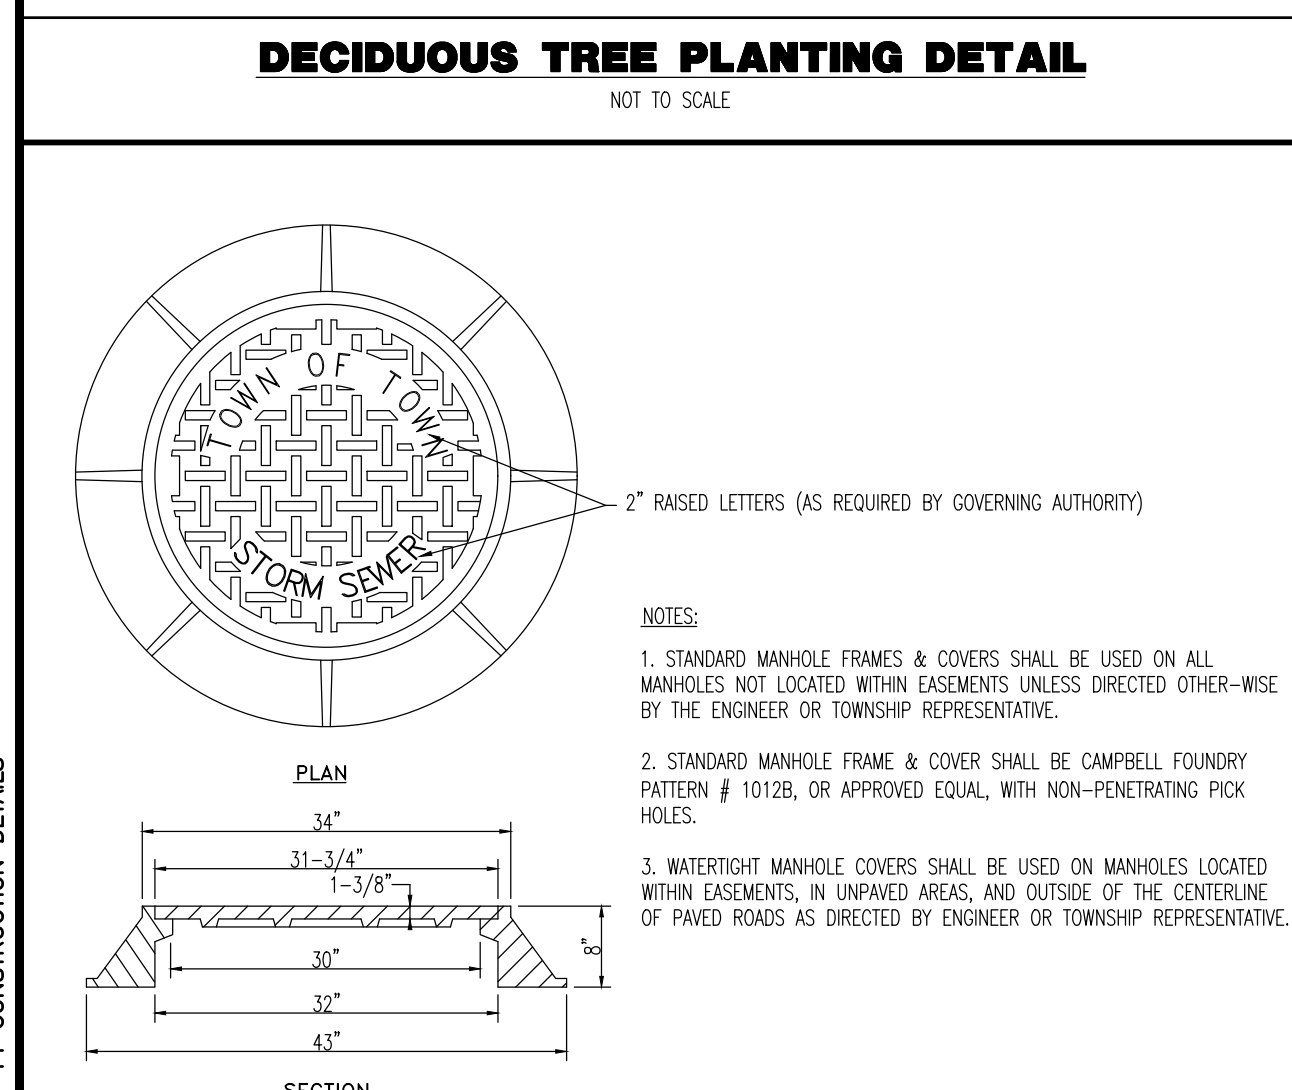 DECIDUOUS TREE PLANTING DETAIL
NOT TO SCALE
TOWN OF TOWN
STORM SEWER
2" RAISED LETTERS (AS REQUIRED BY GOVERNING AUTHORITY)
PLAN
NOTES:
1. STANDARD MANHOLE FRAMES & COVERS SHALL BE USED ON ALL
MANHOLES NOT LOCATED WITHIN EASEMENTS UNLESS DIRECTED OTHER-WISE
BY THE ENGINEER OR TOWNSHIP REPRESENTATIVE.
2. STANDARD MANHOLE FRAME & COVER SHALL BE CAMPBELL FOUNDRY
PATTERN # 1012B, OR APPROVED EQUAL, WITH NON-PENETRATING PICK
HOLES.
3. WATERTIGHT MANHOLE COVERS SHALL BE USED ON MANHOLES LOCATED
WITHIN EASEMENTS, IN UNPAVED AREAS, AND OUTSIDE OF THE CENTERLINE
OF PAVED ROADS AS DIRECTED BY ENGINEER OR TOWNSHIP REPRESENTATIVE.
34"
31-3/4"
1-3/8"
30"
8"
32"
43"
SECTION
CONSTRUCTION DETAILS